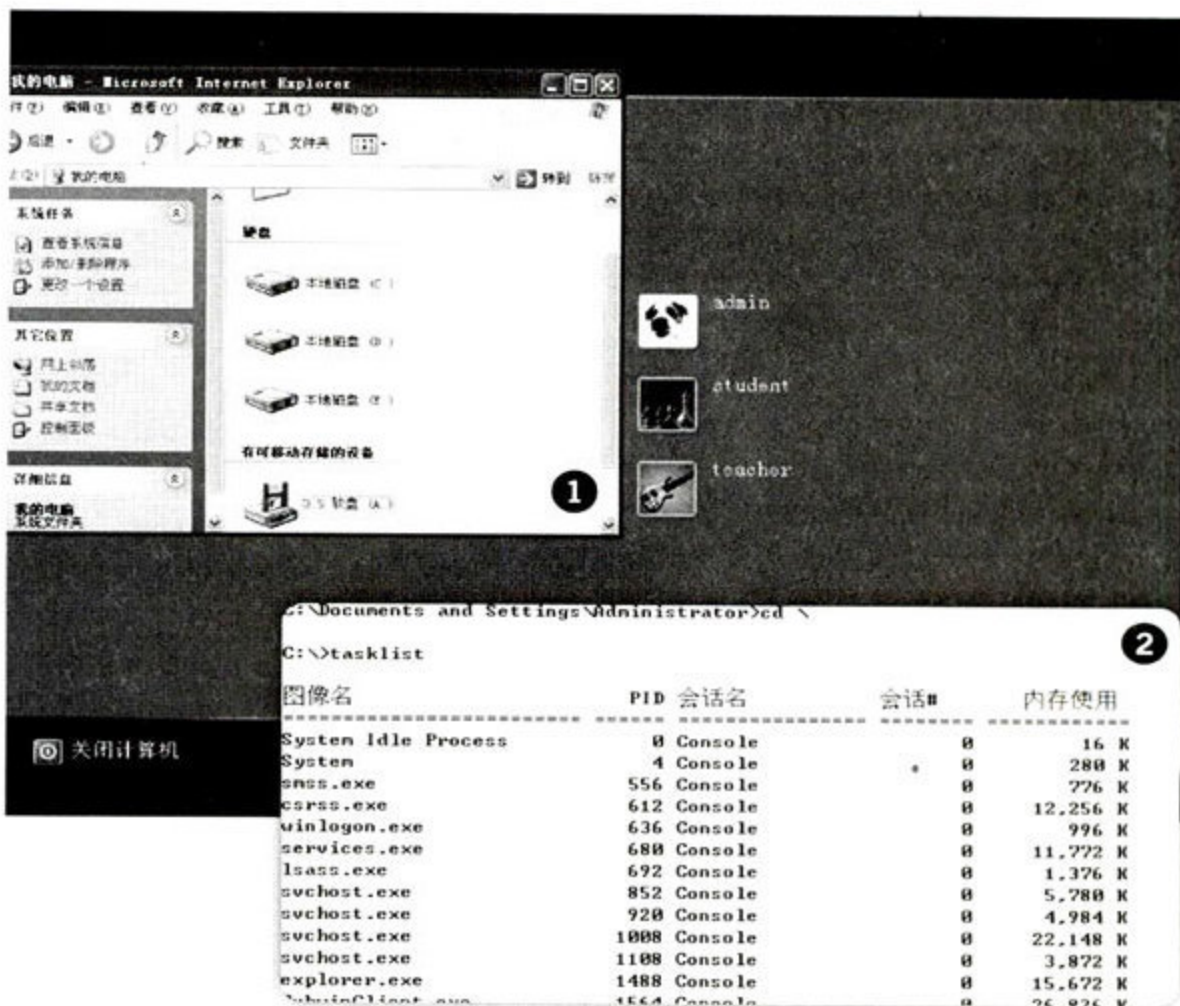 我的电脑 - Microsoft Internet Explorer
件(F) 编辑(E) 查看(V) 收藏(A) 工具(T) 帮助(H)
后退 搜索 文件夹
我的电脑 转到
系统任务
查看系统信息
添加/删除程序
更改一个设置
其它位置
网上邻居
我的文档
共享文档
控制面板
详细信息
我的电脑
系统文件夹
硬盘
本地磁盘 (C:)
本地磁盘 (D:)
本地磁盘 (E:)
有可移动存储的设备
3.5 软盘 (A:)
1
admin
student
teacher
关闭计算机
C:\Documents and Settings\Administrator>cd \
2
C:\>tasklist
图像名 PID 会话名 会话# 内存使用
========================= ====== ================ ======== ============
System Idle Process 0 Console 0 16 K
System 4 Console 0 280 K
smss.exe 556 Console 0 776 K
csrss.exe 612 Console 0 12,256 K
winlogon.exe 636 Console 0 996 K
services.exe 680 Console 0 11,772 K
lsass.exe 692 Console 0 1,376 K
svchost.exe 852 Console 0 5,780 K
svchost.exe 920 Console 0 4,984 K
svchost.exe 1008 Console 0 22,148 K
svchost.exe 1108 Console 0 3,872 K
explorer.exe 1488 Console 0 15,672 K
1564 Console 0 26,836 K